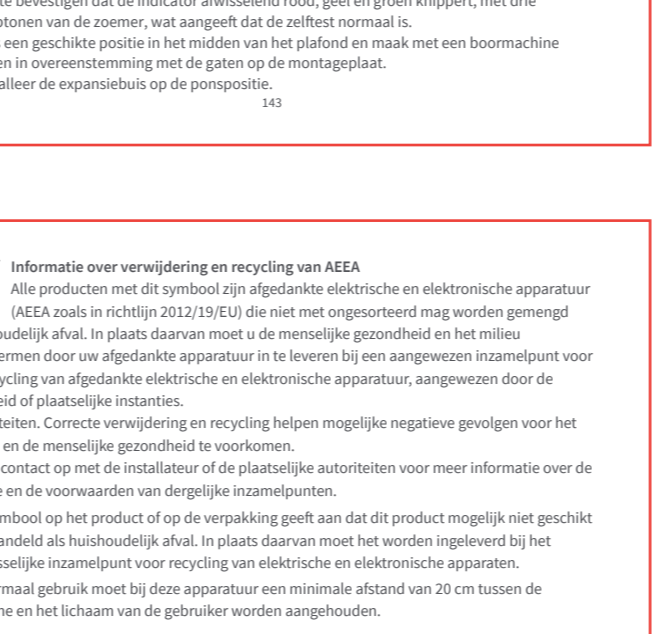 te bevestigen dat de indicator afwisselend rood, geel en groen knippert, met drie
ptonen van de zoemer, wat aangeeft dat de zelftest normaal is.
een geschikte positie in het midden van het plafond en maak met een boormachine
en in overeenstemming met de gaten op de montageplaat.
alleer de expansiebuis op de ponspositie.
143
Informatie over verwijdering en recycling van AEEA
Alle producten met dit symbool zijn afgedankte elektrische en elektronische apparatuur
(AEEA zoals in richtlijn 2012/19/EU) die niet met ongesorteerd mag worden gemengd
oudelijk afval. In plaats daarvan moet u de menselijke gezondheid en het milieu
ermen door uw afgedankte apparatuur in te leveren bij een aangewezen inzamelpunt voor
ycling van afgedankte elektrische en elektronische apparatuur, aangewezen door de
eid of plaatselijke instanties.
teiten. Correcte verwijdering en recycling helpen mogelijke negatieve gevolgen voor het
en de menselijke gezondheid te voorkomen.
contact op met de installateur of de plaatselijke autoriteiten voor meer informatie over de
e en de voorwaarden van dergelijke inzamelpunten.
mbool op het product of op de verpakking geeft aan dat dit product mogelijk niet geschikt
andeld als huishoudelijk afval. In plaats daarvan moet het worden ingeleverd bij het
sselijke inzamelpunt voor recycling van elektrische en elektronische apparaten.
rmaal gebruik moet bij deze apparatuur een minimale afstand van 20 cm tussen de
ne en het lichaam van de gebruiker worden aangehouden.